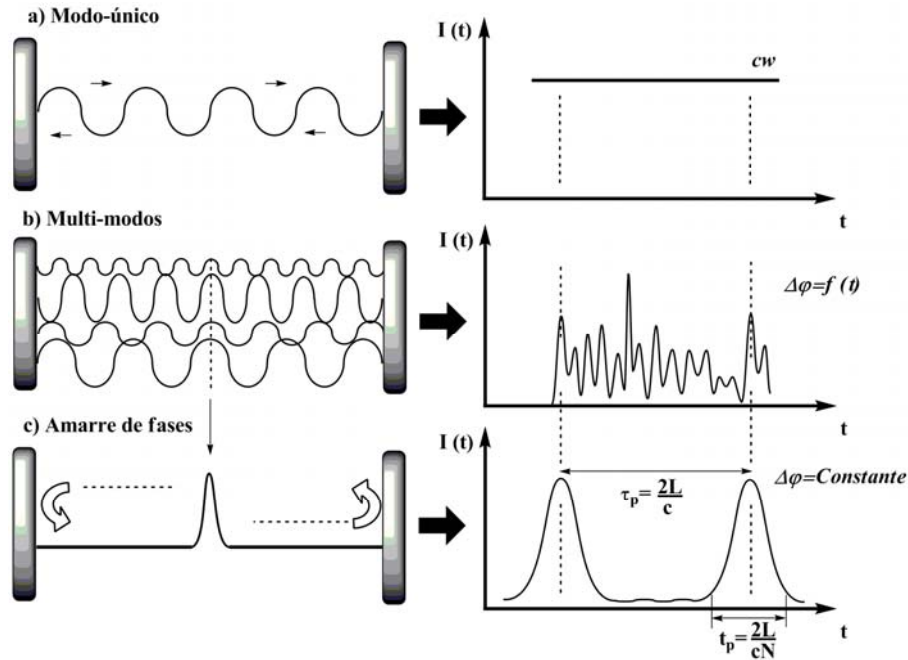 a) Modo-único
I (t)
cw
t
b) Multi-modos
I (t)
Δφ=f (t)
t
c) Amarre de fases
I (t)
Δφ=Constante
τp= 2L/c
t
tp= 2L/cN